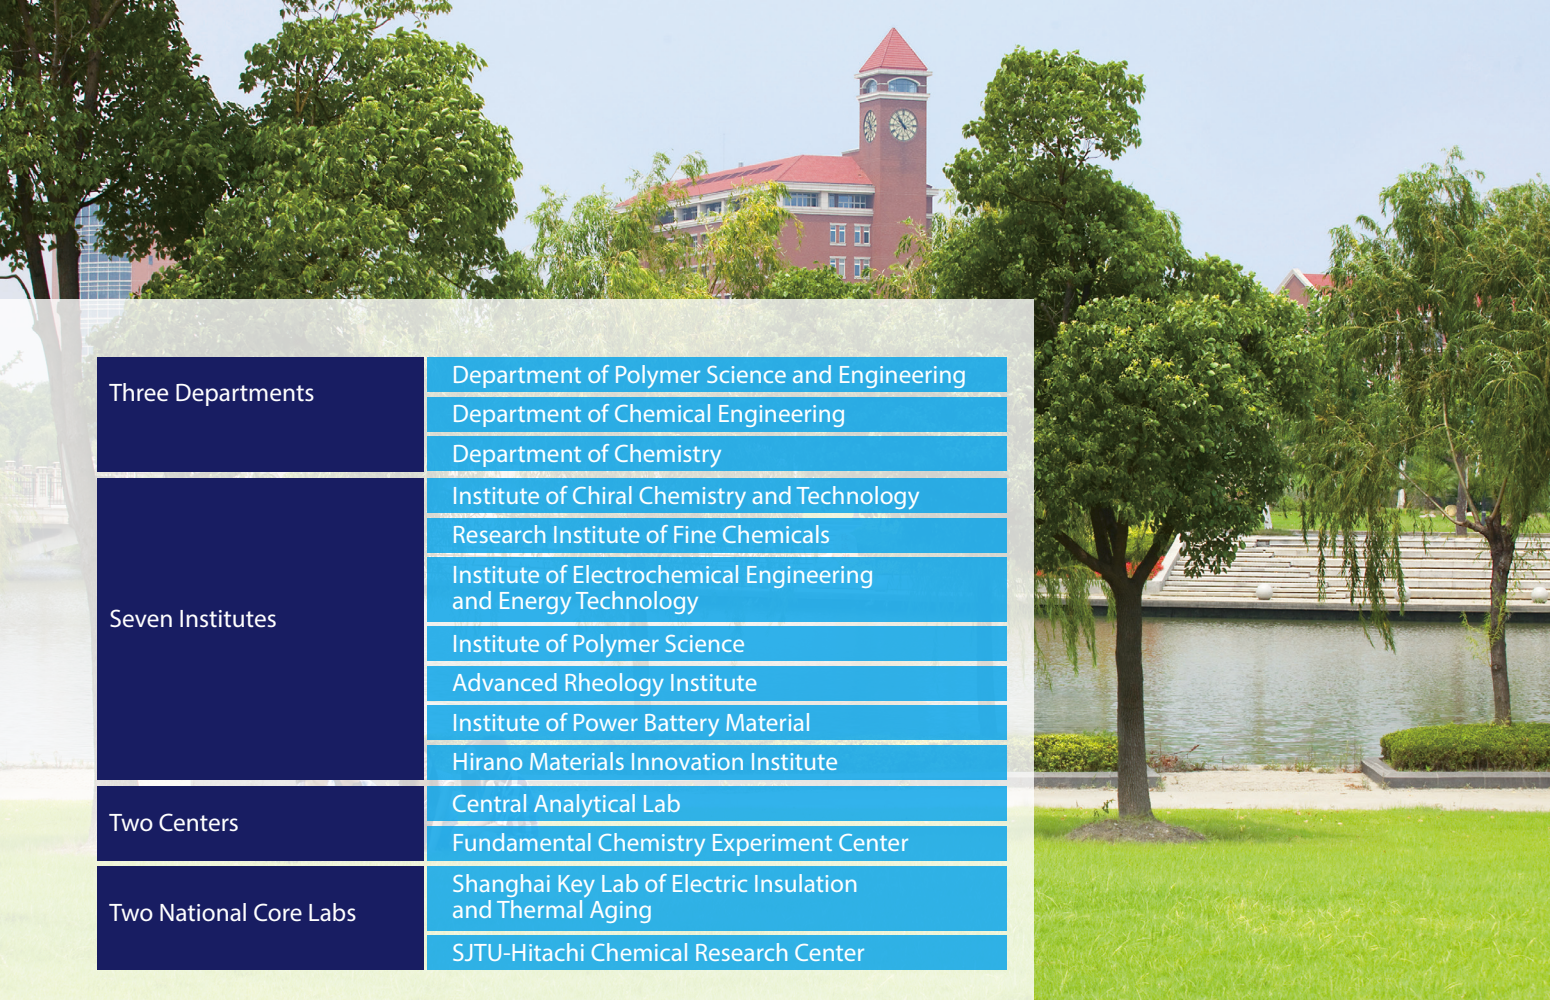 Three Departments
Department of Polymer Science and Engineering
Department of Chemical Engineering
Department of Chemistry
Seven Institutes
Institute of Chiral Chemistry and Technology
Research Institute of Fine Chemicals
Institute of Electrochemical Engineering
and Energy Technology
Institute of Polymer Science
Advanced Rheology Institute
Institute of Power Battery Material
Hirano Materials Innovation Institute
Two Centers
Central Analytical Lab
Fundamental Chemistry Experiment Center
Two National Core Labs
Shanghai Key Lab of Electric Insulation
and Thermal Aging
SJTU-Hitachi Chemical Research Center